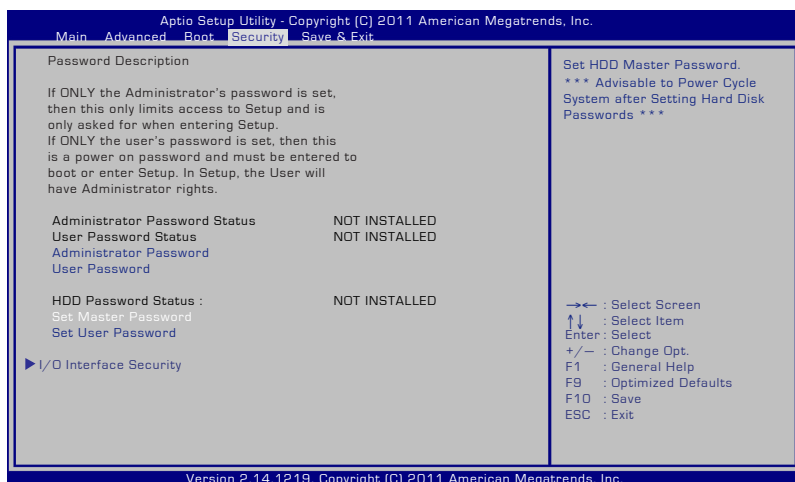 Aptio Setup Utility - Copyright (C) 2011 American Megatrends, Inc.
Main Advanced Boot Security Save & Exit
Password Description
If ONLY the Administrator's password is set,
then this only limits access to Setup and is
only asked for when entering Setup.
If ONLY the user's password is set, then this
is a power on password and must be entered to
boot or enter Setup. In Setup, the User will
have Administrator rights.
Administrator Password Status NOT INSTALLED
User Password Status NOT INSTALLED
Administrator Password
User Password
HDD Password Status : NOT INSTALLED
Set Master Password
Set User Password
I/O Interface Security
Set HDD Master Password.
*** Advisable to Power Cycle
System after Setting Hard Disk
Passwords ***
→← : Select Screen
↑↓ : Select Item
Enter : Select
+/— : Change Opt.
F1 : General Help
F9 : Optimized Defaults
F10 : Save
ESC : Exit
Version 2.14.1219. Copyright (C) 2011 American Megatrends, Inc.